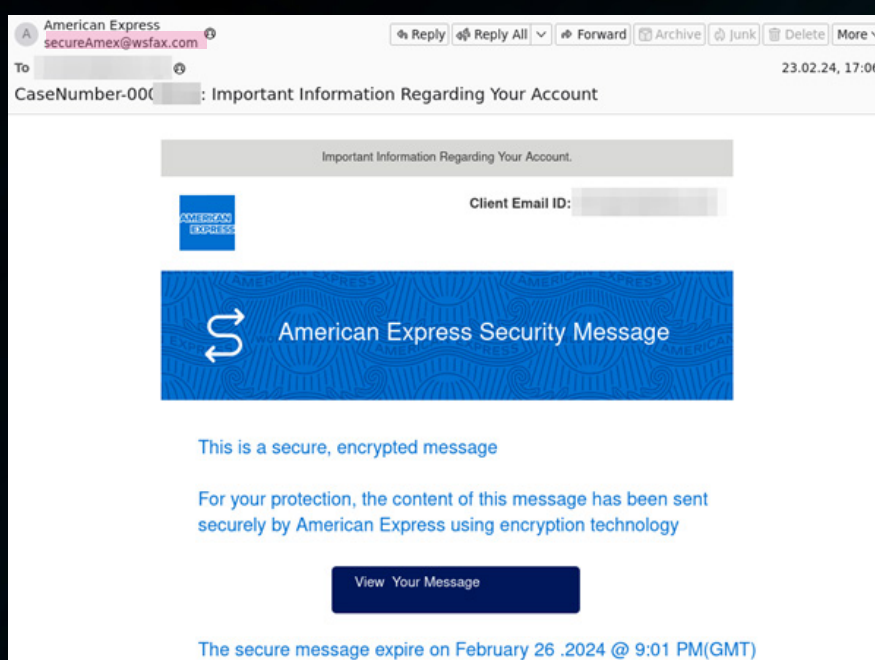 American Express
secureAmex@wsfax.com
Reply Reply All Forward Archive Junk Delete More
To
23.02.24, 17:06
CaseNumber-000 : Important Information Regarding Your Account
Important Information Regarding Your Account.
Client Email ID:
AMERICAN
EXPRESS
American Express Security Message
This is a secure, encrypted message
For your protection, the content of this message has been sent
securely by American Express using encryption technology
View Your Message
The secure message expire on February 26 .2024 @ 9:01 PM(GMT)